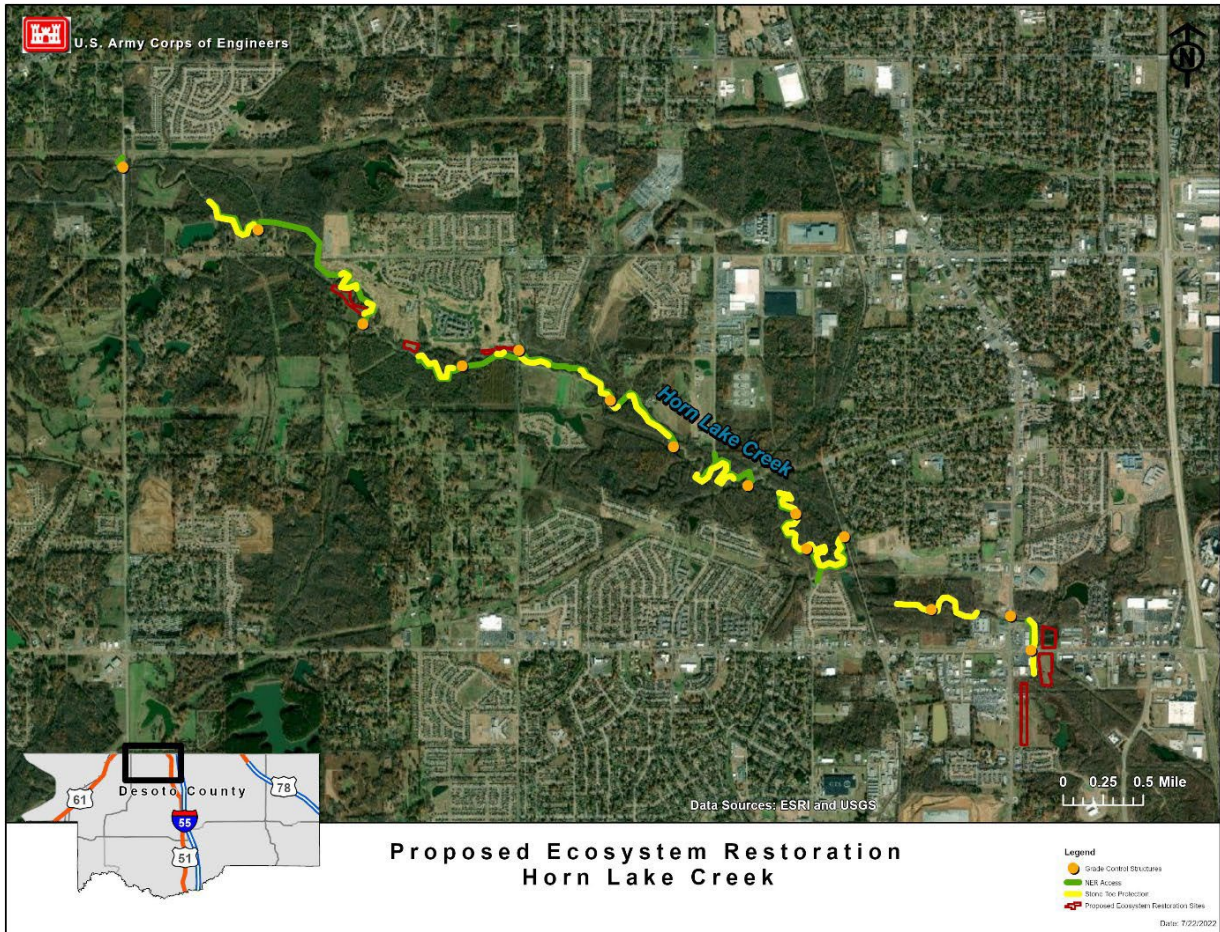 U.S. Army Corps of Engineers
N
Horn Lake Creek
Desoto County
61
78
55
51
0 0.25 0.5 Mile
Data Sources: ESRI and USGS
Proposed Ecosystem Restoration
Horn Lake Creek
Legend
Grade Control Structures
NER Access
Stone Toe Protection
Proposed Ecosystem Restoration Sites
Date: 7/22/2022